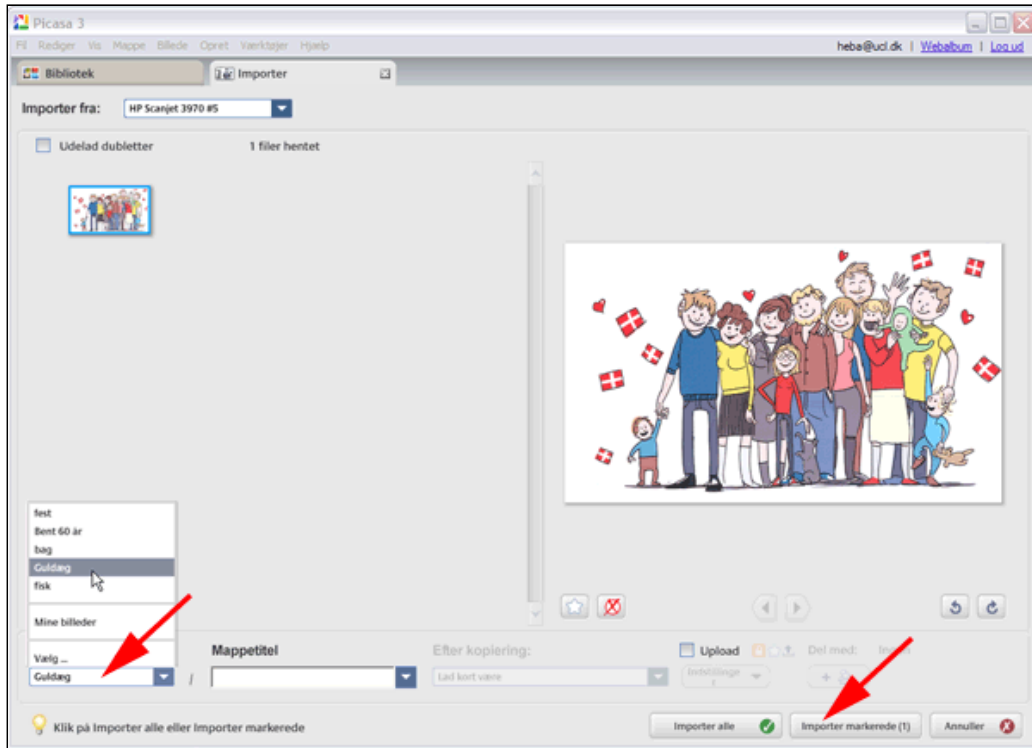 Picasa 3
Fil Rediger Vis Mappe Billede Opret Værktøjer Hjælp
heba@ucl.dk | Webalbum | Log ud
Bibliotek
Importer
Importer fra: HP Scanjet 3970 #5
Udelad dubletter 1 filer hentet
fest
Bent 60 år
bag
Guldæg
fisk
Mine billeder
Vælg ...
Mappetitel Efter kopiering: Upload Del med:
Guldæg / Lad kort være
Klik på Importer alle eller Importer markerede
Importer alle Importer markerede (1) Annuller